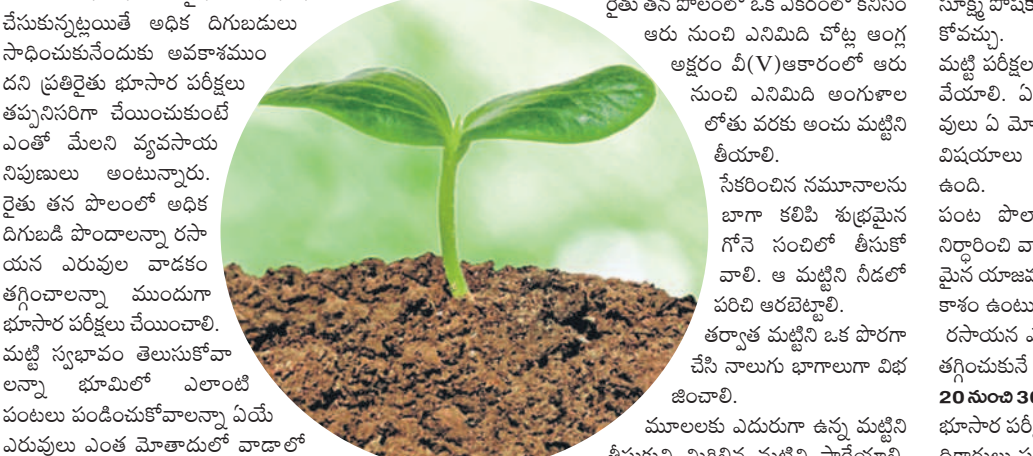 చేసుకున్నట్లయితే అధిక దిగుబడులు
సాధించుకునేందుకు అవకాశముం
దని ప్రతిరైతు భూసార పరీక్షలు
తప్పనిసరిగా చేయించుకుంటే
ఎంతో మేలని వ్యవసాయ
నిపుణులు అంటున్నారు.
రైతు తన పొలంలో అధిక
దిగుబడి పొందాలన్నా రసా
యన ఎరువుల వాడకం
తగ్గించాలన్నా ముందుగా
భూసార పరీక్షలు చేయించాలి.
మట్టి స్వభావం తెలుసుకోవా
లన్నా భూమిలో ఎలాంటి
పంటలు పండించుకోవాలన్నా ఏయే
ఎరువులు ఎంత మోతాదులో వాడాలో
రైతు తన పొలంలో ఒక ఎకరంలో కనీసం
ఆరు నుంచి ఎనిమిది చోట్ల ఆంగ్ల
అక్షరం వీ(V)ఆకారంలో ఆరు
నుంచి ఎనిమిది అంగుళాల
లోతు వరకు అంచు మట్టిని
తీయాలి.
సేకరించిన నమూనాలను
బాగా కలిపి శుభ్రమైన
గోనె సంచిలో తీసుకో
వాలి. ఆ మట్టిని నీడలో
పరిచి ఆరబెట్టాలి.
తర్వాత మట్టిని ఒక పొరగా
చేసి నాలుగు భాగాలుగా విభ
జించాలి.
మూలలకు ఎదురుగా ఉన్న మట్టిని
తీసుకుని మిగిలిన మట్టిని పారేయాలి.
సూక్ష్మ పోషక
కోవచ్చు.
మట్టి పరీక్షల
వేయాలి. ఏ
వులు ఏ మో
విషయాలు
ఉంది.
పంట పొల
నిర్ధారించి వా
మైన యాజమ
కాశం ఉంటు
రసాయన ఎ
తగ్గించుకునే
20 నుంచి 30
భూసార పరీ